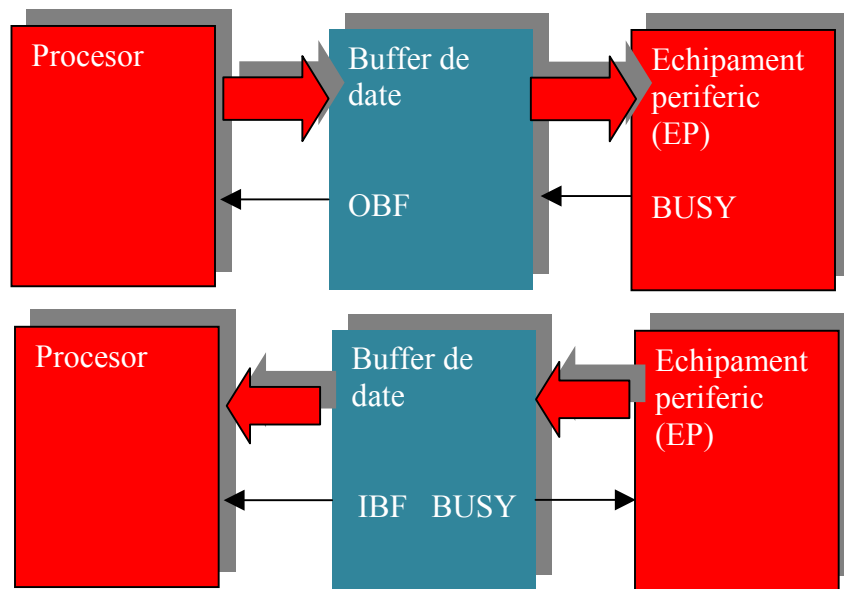 Procesor
Buffer de
date
Echipament
periferic
(EP)
OBF
BUSY
Procesor
Buffer de
date
Echipament
periferic
(EP)
IBF BUSY